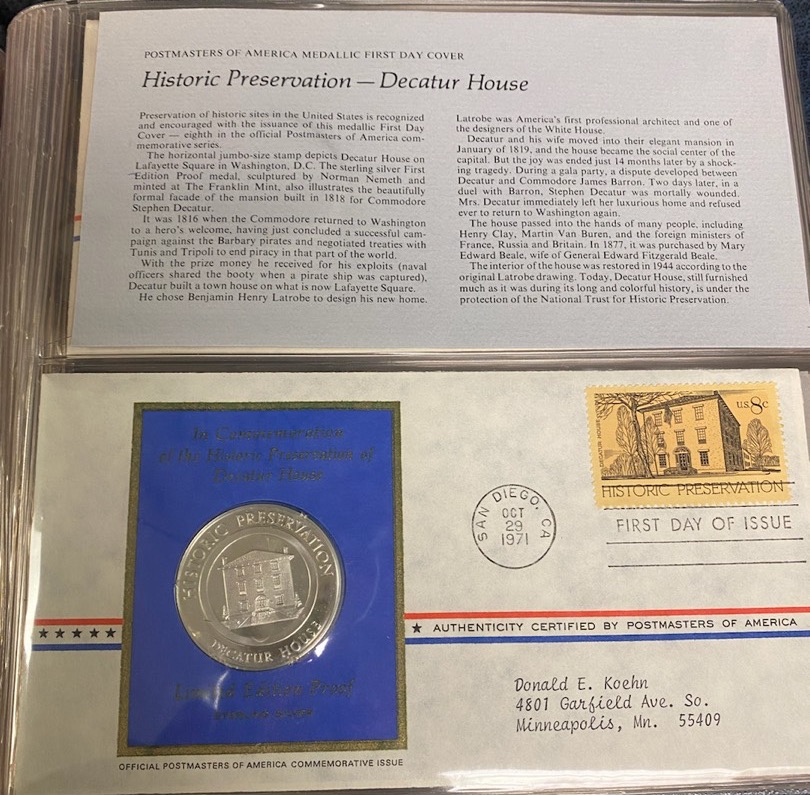 POSTMASTERS OF AMERICA MEDALLIC FIRST DAY COVER
Historic Preservation — Decatur House
Preservation of historic sites in the United States is recognized
and encouraged with the issuance of this medallic First Day
Cover — eighth in the official Postmasters of America com-
memorative series.
The horizontal jumbo-size stamp depicts Decatur House on
Lafayette Square in Washington, D.C. The sterling silver First
Edition Proof medal, sculptured by Norman Nemeth and
minted at The Franklin Mint, also illustrates the beautifully
formal facade of the mansion built in 1818 for Commodore
Stephen Decatur.
It was 1816 when the Commodore returned to Washington
to a hero's welcome, having just concluded a successful cam-
paign against the Barbary pirates and negotiated treaties with
Tunis and Tripoli to end piracy in that part of the world.
With the prize money he received for his exploits (naval
officers shared the booty when a pirate ship was captured),
Decatur built a town house on what is now Lafayette Square.
He chose Benjamin Henry Latrobe to design his new home.
Latrobe was America's first professional architect and one of
the designers of the White House.
Decatur and his wife moved into their elegant mansion in
January of 1819, and the house became the social center of the
capital. But the joy was ended just 14 months later by a shock-
ing tragedy. During a gala party, a dispute developed between
Decatur and Commodore James Barron. Two days later, in a
duel with Barron, Stephen Decatur was mortally wounded.
Mrs. Decatur immediately left her luxurious home and refused
ever to return to Washington again.
The house passed into the hands of many people, including
Henry Clay, Martin Van Buren, and the foreign ministers of
France, Russia and Britain. In 1877, it was purchased by Mary
Edward Beale, wife of General Edward Fitzgerald Beale.
The interior of the house was restored in 1944 according to the
original Latrobe drawing. Today, Decatur House, still furnished
much as it was during its long and colorful history, is under the
protection of the National Trust for Historic Preservation.
In Commemoration
of the Historic Preservation of
Decatur House
HISTORIC PRESERVATION
DECATUR HOUSE
Limited Edition Proof
OFFICIAL POSTMASTERS OF AMERICA COMMEMORATIVE ISSUE
DECATUR HOUSE
U.S. 8c
HISTORIC PRESERVATION
SAN DIEGO, CA
OCT
29
1971
FIRST DAY OF ISSUE
★ AUTHENTICITY CERTIFIED BY POSTMASTERS OF AMERICA
Donald E. Koehn
4801 Garfield Ave. So.
Minneapolis, Mn. 55409